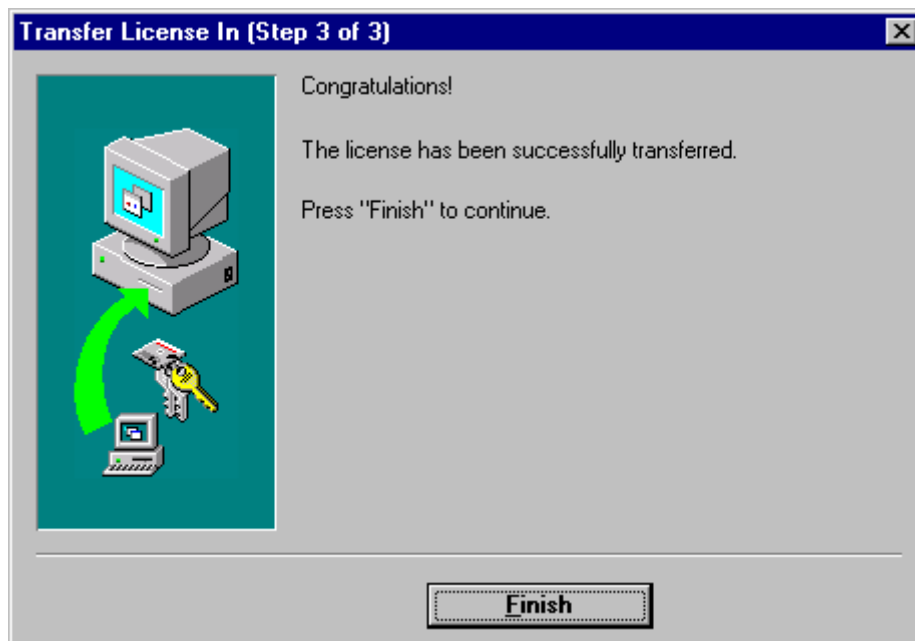 Transfer License In (Step 3 of 3)
Congratulations!
The license has been successfully transferred.
Press "Finish" to continue.
Finish